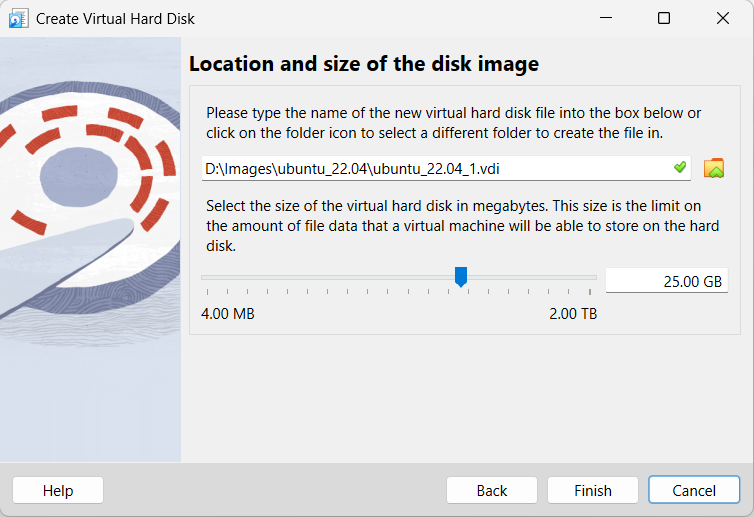 Create Virtual Hard Disk
Location and size of the disk image
Please type the name of the new virtual hard disk file into the box below or
click on the folder icon to select a different folder to create the file in.
D:\Images\ubuntu_22.04\ubuntu_22.04_1.vdi
Select the size of the virtual hard disk in megabytes. This size is the limit on
the amount of file data that a virtual machine will be able to store on the hard
disk.
25.00 GB
4.00 MB 2.00 TB
Help Back Finish Cancel